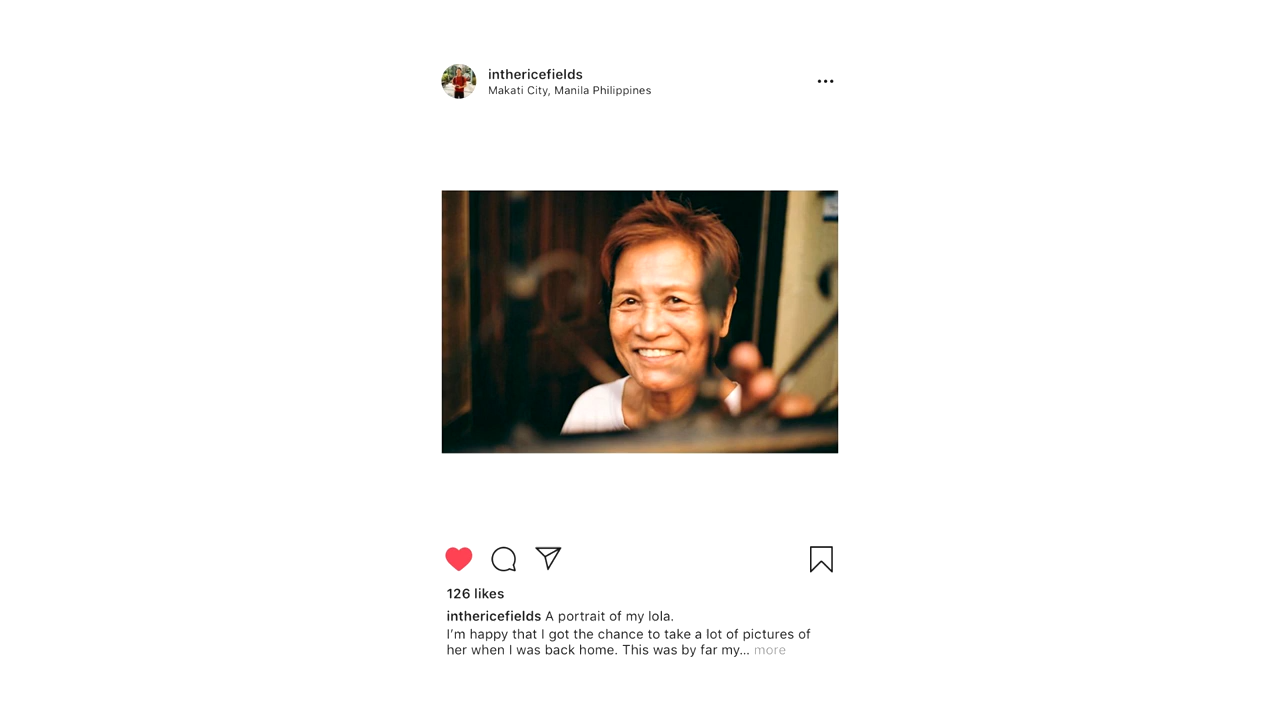 inthericefields
Makati City, Manila Philippines
126 likes
inthericefields A portrait of my lola.
I’m happy that I got the chance to take a lot of pictures of
her when I was back home. This was by far my... more